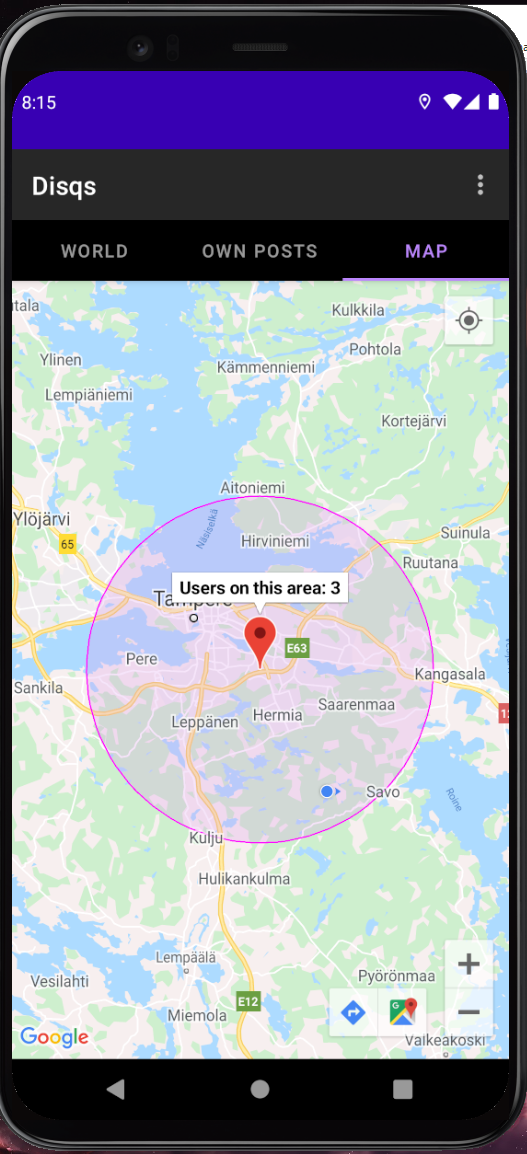 8:15
Disqs
WORLD
OWN POSTS
MAP
Kulkkila
Pohtola
Ylinen
Kämmenniemi
Lempiäniemi
Kortejärvi
Aitoniemi
Ylöjärvi
Näsiselkä
65
Hirviniemi
Suinula
Ruutana
Users on this area: 3
Tampere
E63
Pere
Kangasala
Sankila
Saarenmaa
Leppänen
Hermia
Savo
Roine
Kulju
Hulikankulma
Lempäälä
Pyörönmaa
Vesilahti
E12
Miemola
G
Google
Valkeakoski